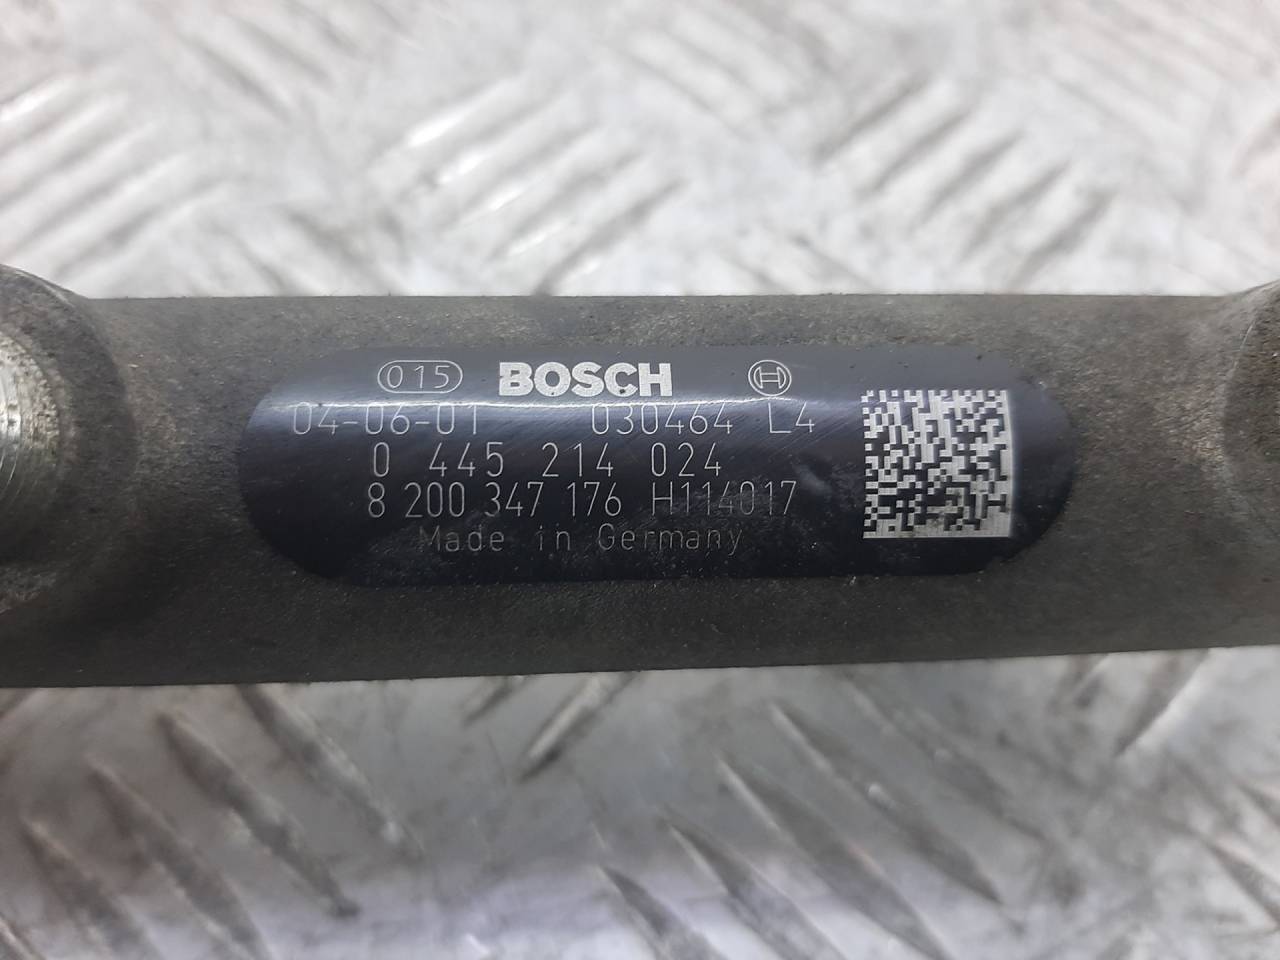 015 BOSCH H
04-06-01 030464 L4
0 445 214 024
8 200 347 176 H114017
Made in Germany